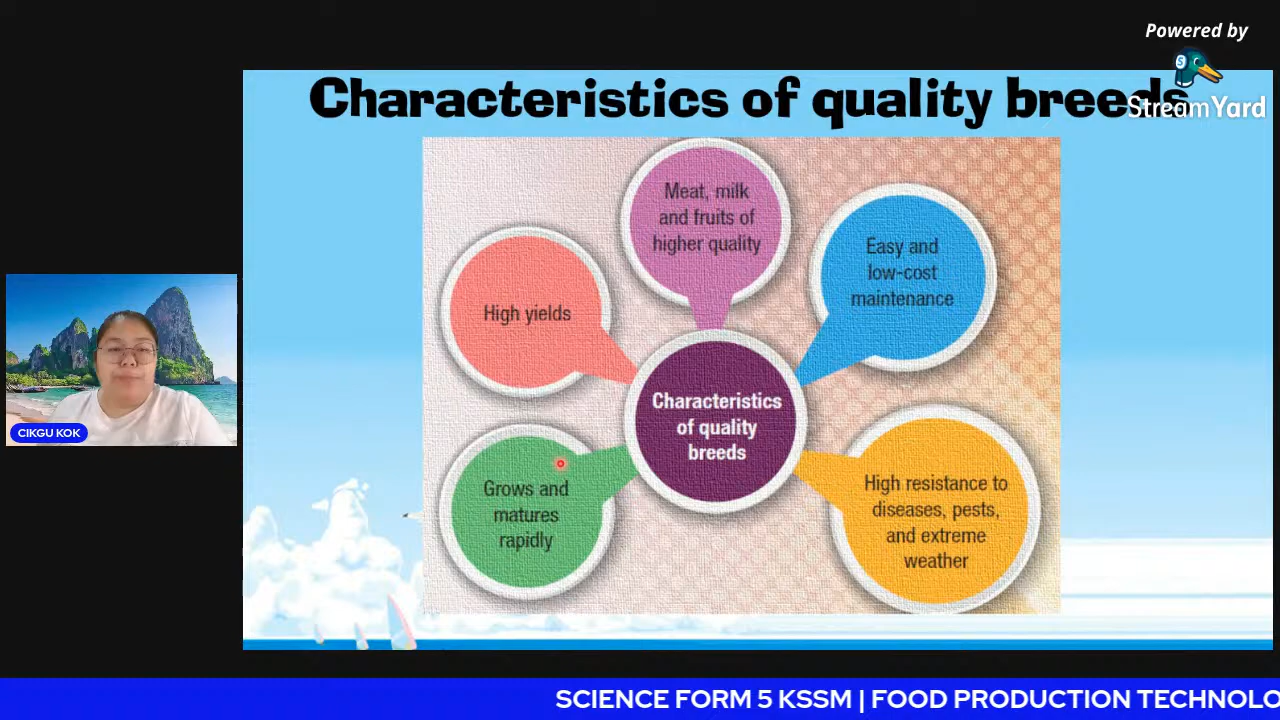 Powered by
StreamYard
Characteristics of quality breeds
Meat, milk
and fruits of
higher quality
Easy and
low-cost
maintenance
High yields
Characteristics
of quality
breeds
High resistance to
diseases, pests,
and extreme
weather
Grows and
matures
rapidly
CIKGU KOK
SCIENCE FORM 5 KSSM | FOOD PRODUCTION TECHNOLO